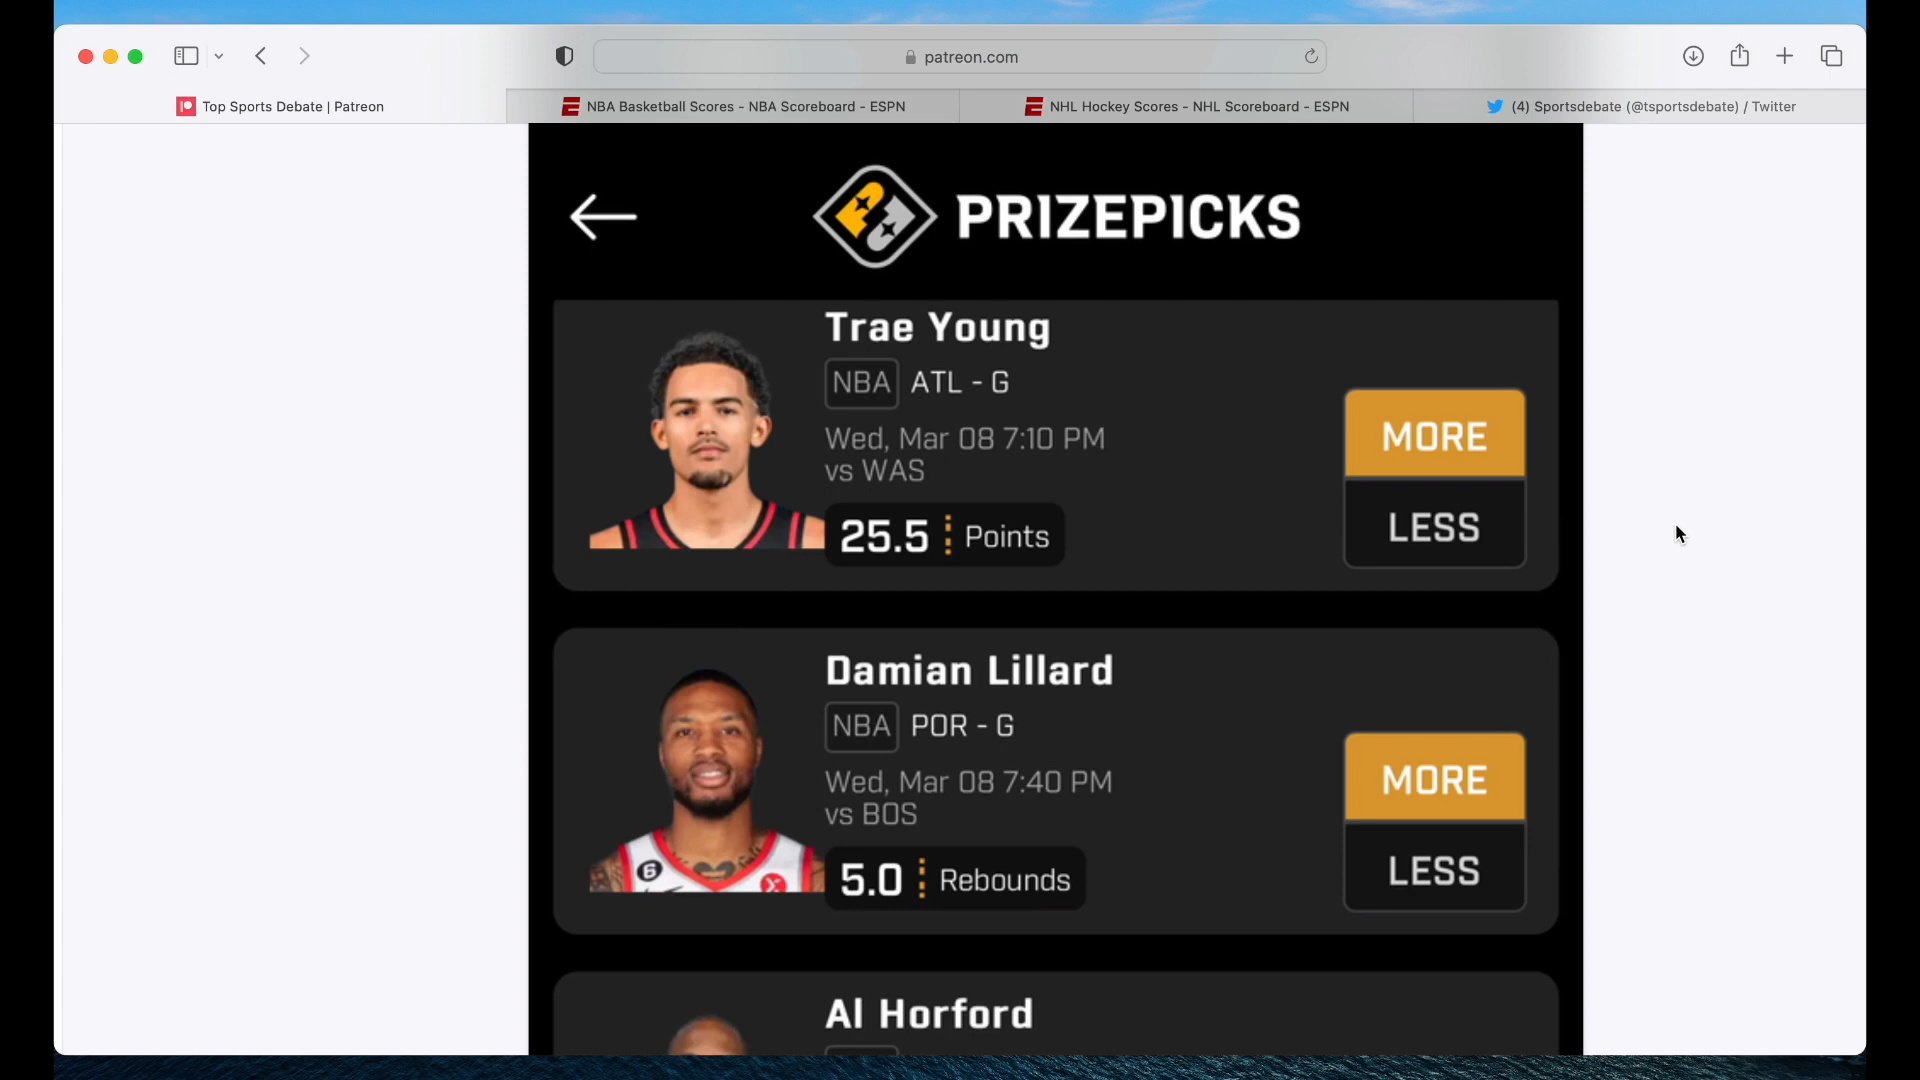 patreon.com
Top Sports Debate | Patreon
NBA Basketball Scores - NBA Scoreboard - ESPN
NHL Hockey Scores - NHL Scoreboard - ESPN
(4) Sportsdebate (@tsportsdebate) / Twitter
PRIZEPICKS
Trae Young
NBA ATL - G
Wed, Mar 08 7:10 PM
vs WAS
25.5 Points
MORE
LESS
Damian Lillard
NBA POR - G
Wed, Mar 08 7:40 PM
vs BOS
5.0 Rebounds
MORE
LESS
6
Al Horford